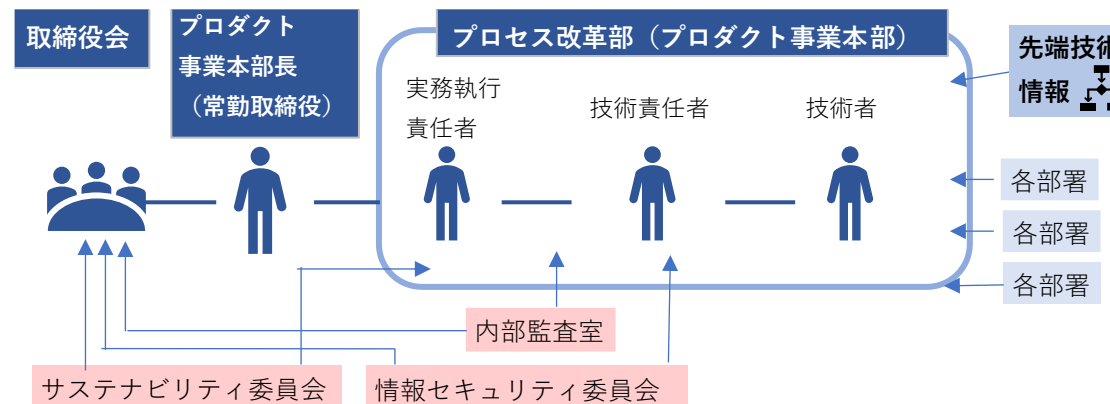 取締役会
プロダクト
事業本部長
（常勤取締役）
プロセス改革部（プロダクト事業本部）
先端技術
情報
実務執行
責任者
技術責任者
技術者
各部署
各部署
各部署
内部監査室
サステナビリティ委員会
情報セキュリティ委員会